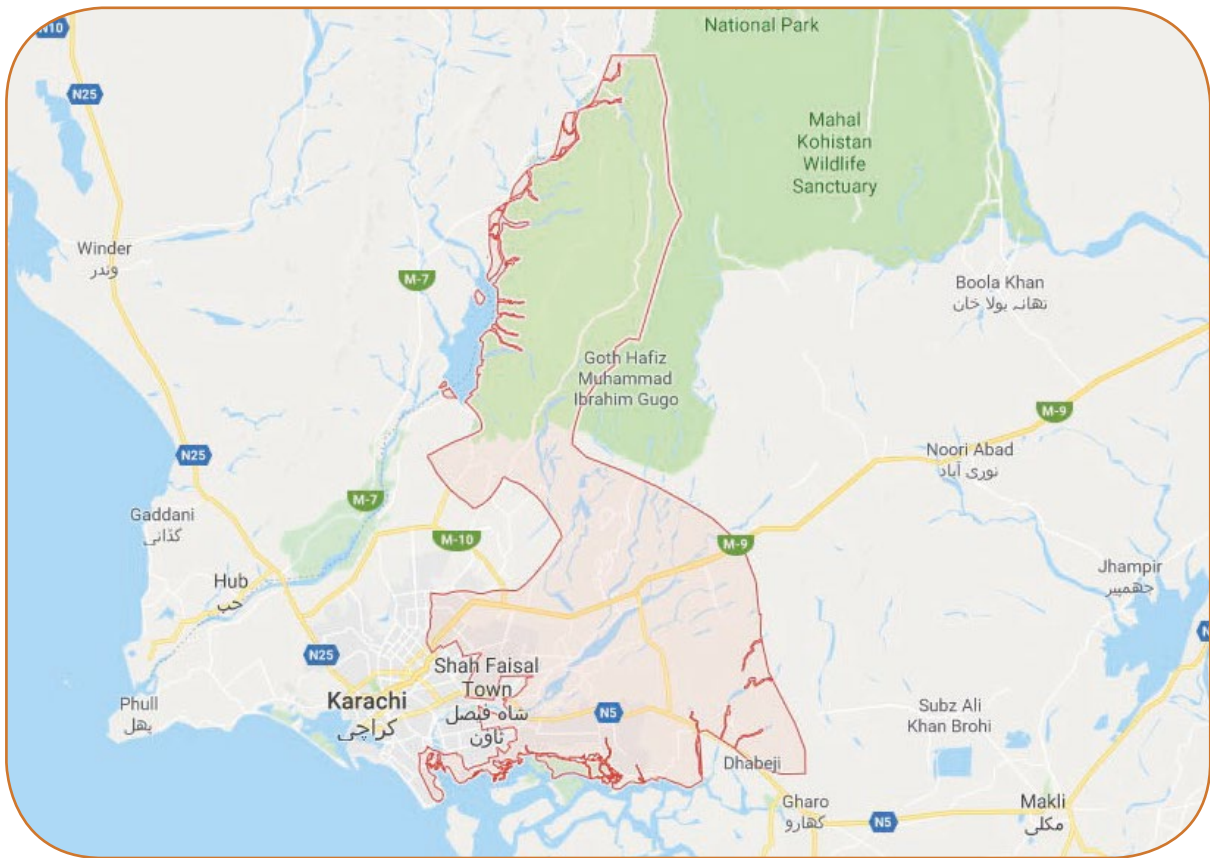 N10
National Park
N25
Mahal
Kohistan
Wildlife
Sanctuary
Winder
وندر
M-7
Boola Khan
تھانہ بولا خان
Goth Hafiz
Muhammad
Ibrahim Gugo
M-9
N25
Noori Abad
نوری آباد
M-7
Gaddani
گڈانی
M-10
M-9
Hub
حب
Jhampir
جھمپیر
N25
Shah Faisal
Town
شاہ فیصل
ٹاؤن
Karachi
کراچی
Phull
پھل
N5
Subz Ali
Khan Brohi
Dhabeji
Gharo
گھارو
N5
Makli
مکلی